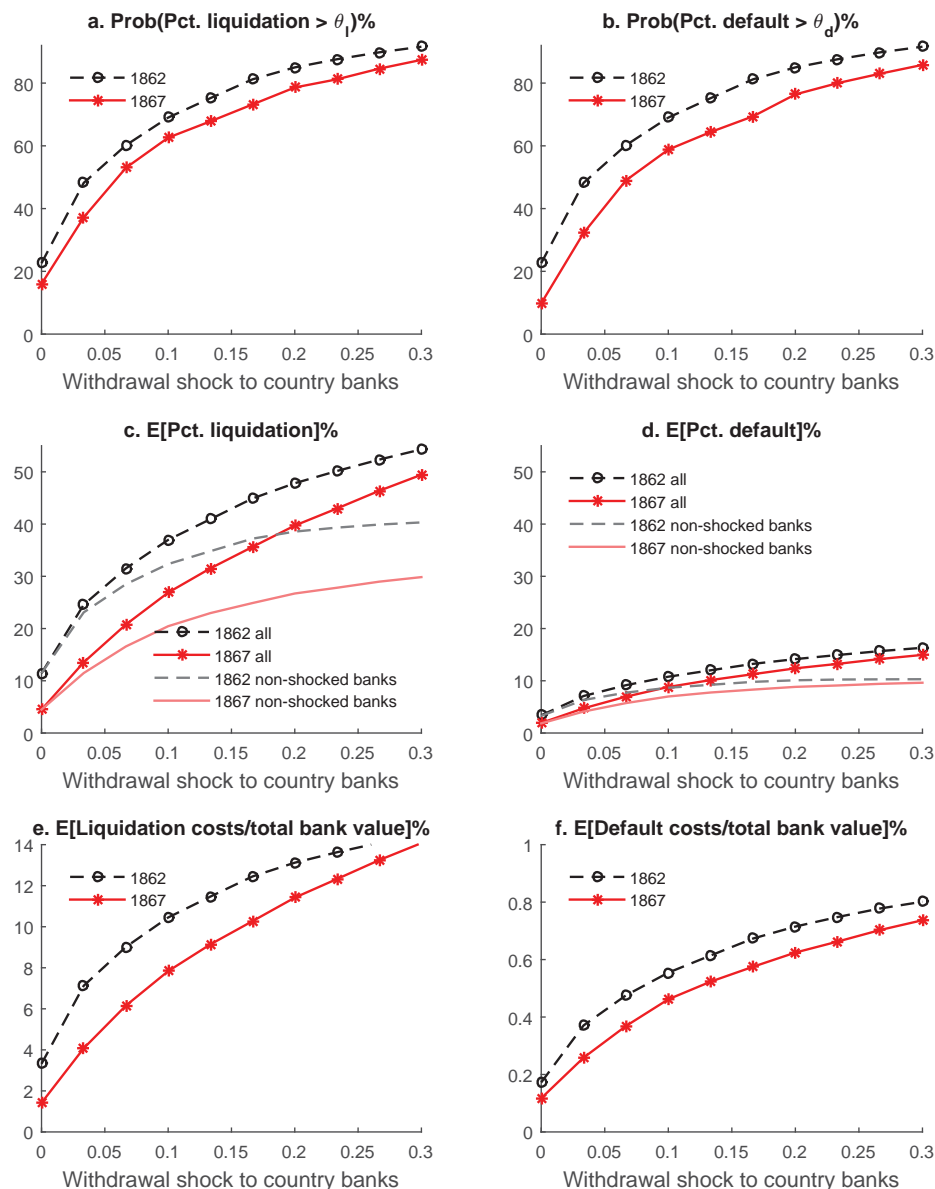 a. Prob(Pct. liquidation > θl)%
1862
1867
80
60
40
20
0
0 0.05 0.1 0.15 0.2 0.25 0.3
Withdrawal shock to country banks
b. Prob(Pct. default > θd)%
1862
1867
80
60
40
20
0
0 0.05 0.1 0.15 0.2 0.25 0.3
Withdrawal shock to country banks
c. E[Pct. liquidation]%
50
40
30
20
10
0
1862 all
1867 all
1862 non-shocked banks
1867 non-shocked banks
0 0.05 0.1 0.15 0.2 0.25 0.3
Withdrawal shock to country banks
d. E[Pct. default]%
1862 all
1867 all
1862 non-shocked banks
1867 non-shocked banks
50
40
30
20
10
0
0 0.05 0.1 0.15 0.2 0.25 0.3
Withdrawal shock to country banks
e. E[Liquidation costs/total bank value]%
1862
1867
14
12
10
8
6
4
2
0
0 0.05 0.1 0.15 0.2 0.25 0.3
Withdrawal shock to country banks
f. E[Default costs/total bank value]%
1862
1867
1
0.8
0.6
0.4
0.2
0
0 0.05 0.1 0.15 0.2 0.25 0.3
Withdrawal shock to country banks